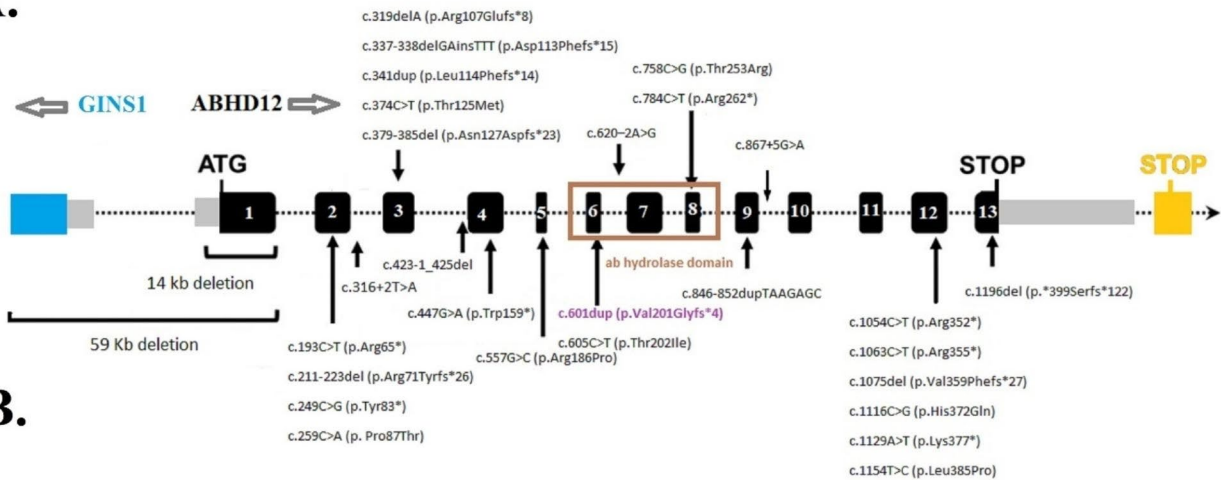 c.319delA (p.Arg107Glufs*8)
c.337-338delGAinsTTT (p.Asp113Phefs*15)
c.341dup (p.Leu114Phefs*14)
c.374C>T (p.Thr125Met)
c.379-385del (p.Asn127Aspfs*23)
c.758C>G (p.Thr253Arg)
c.784C>T (p.Arg262*)
GINS1
ABHD12
c.620–2A>G
c.867+5G>A
ATG
STOP
STOP
1
2
3
4
5
6
7
8
9
10
11
12
13
ab hydrolase domain
14 kb deletion
c.423-1_425del
c.316+2T>A
c.846-852dupTAAGAGC
c.1196del (p.*399Serfs*122)
c.447G>A (p.Trp159*)
c.601dup (p.Val201Glyfs*4)
59 Kb deletion
c.605C>T (p.Thr202Ile)
c.557G>C (p.Arg186Pro)
c.193C>T (p.Arg65*)
c.211-223del (p.Arg71Tyrfs*26)
c.249C>G (p.Tyr83*)
c.259C>A (p. Pro87Thr)
c.1054C>T (p.Arg352*)
c.1063C>T (p.Arg355*)
c.1075del (p.Val359Phefs*27)
c.1116C>G (p.His372Gln)
c.1129A>T (p.Lys377*)
c.1154T>C (p.Leu385Pro)
B.